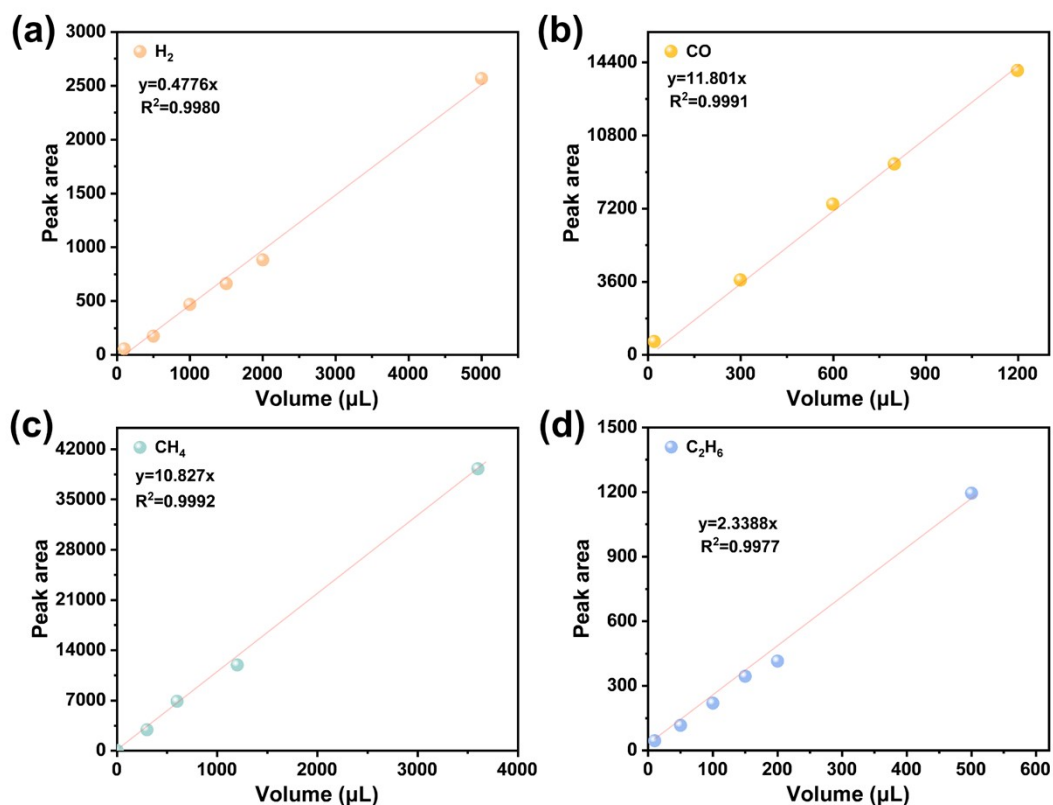 (a)
H₂
y=0.4776x
R²=0.9980
3000
2500
2000
1500
1000
500
0
Peak area
0 1000 2000 3000 4000 5000
Volume (µL)
(b)
CO
y=11.801x
R²=0.9991
14400
10800
7200
3600
0
Peak area
0 300 600 900 1200
Volume (µL)
(c)
CH₄
y=10.827x
R²=0.9992
42000
35000
28000
21000
14000
7000
0
Peak area
0 1000 2000 3000 4000
Volume (µL)
(d)
C₂H₆
y=2.3388x
R²=0.9977
1500
1200
900
600
300
0
Peak area
0 100 200 300 400 500 600
Volume (µL)